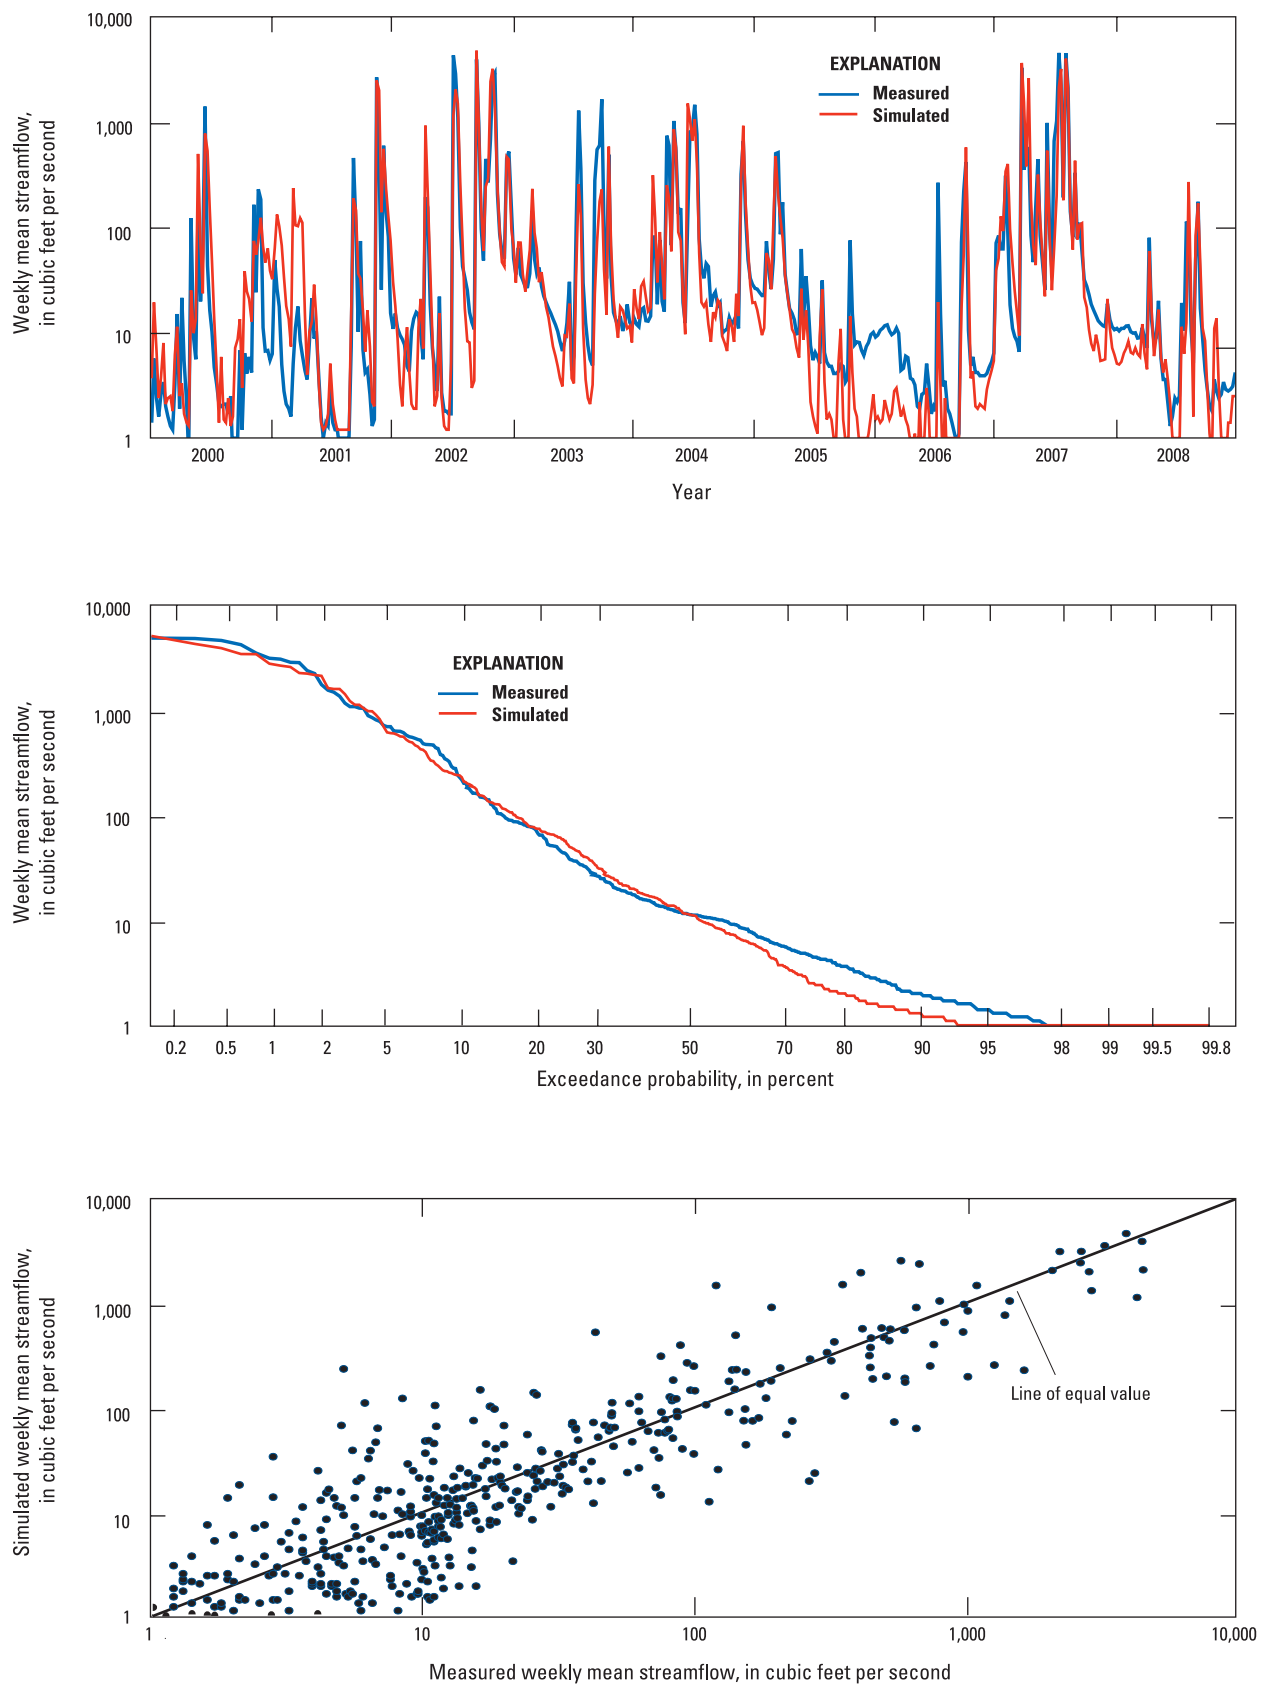 Weekly mean streamflow,
in cubic feet per second
10,000
1,000
100
10
1
EXPLANATION
Measured
Simulated
2000 2001 2002 2003 2004 2005 2006 2007 2008
Year
Weekly mean streamflow,
in cubic feet per second
10,000
1,000
100
10
1
EXPLANATION
Measured
Simulated
0.2 0.5 1 2 5 10 20 30 50 70 80 90 95 98 99 99.5 99.8
Exceedance probability, in percent
Simulated weekly mean streamflow,
in cubic feet per second
10,000
1,000
100
10
1
Line of equal value
1 10 100 1,000 10,000
Measured weekly mean streamflow, in cubic feet per second